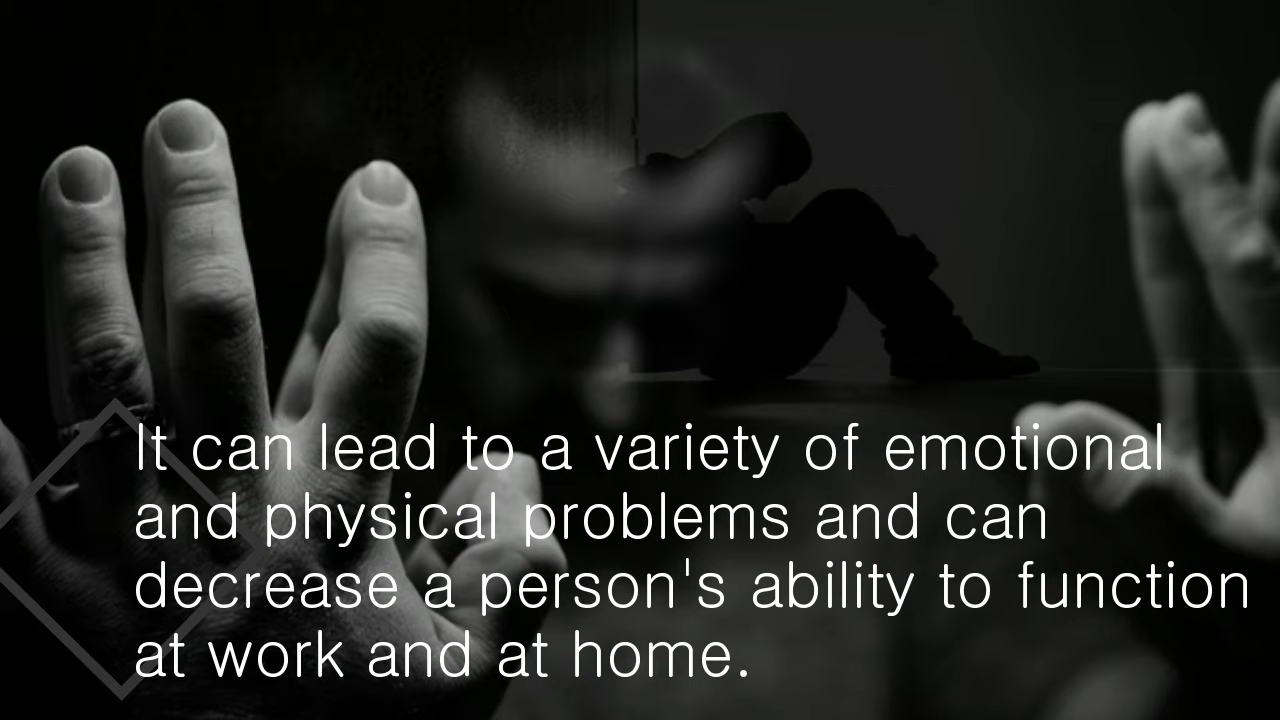 It can lead to a variety of emotional
and physical problems and can
decrease a person's ability to function
at work and at home.